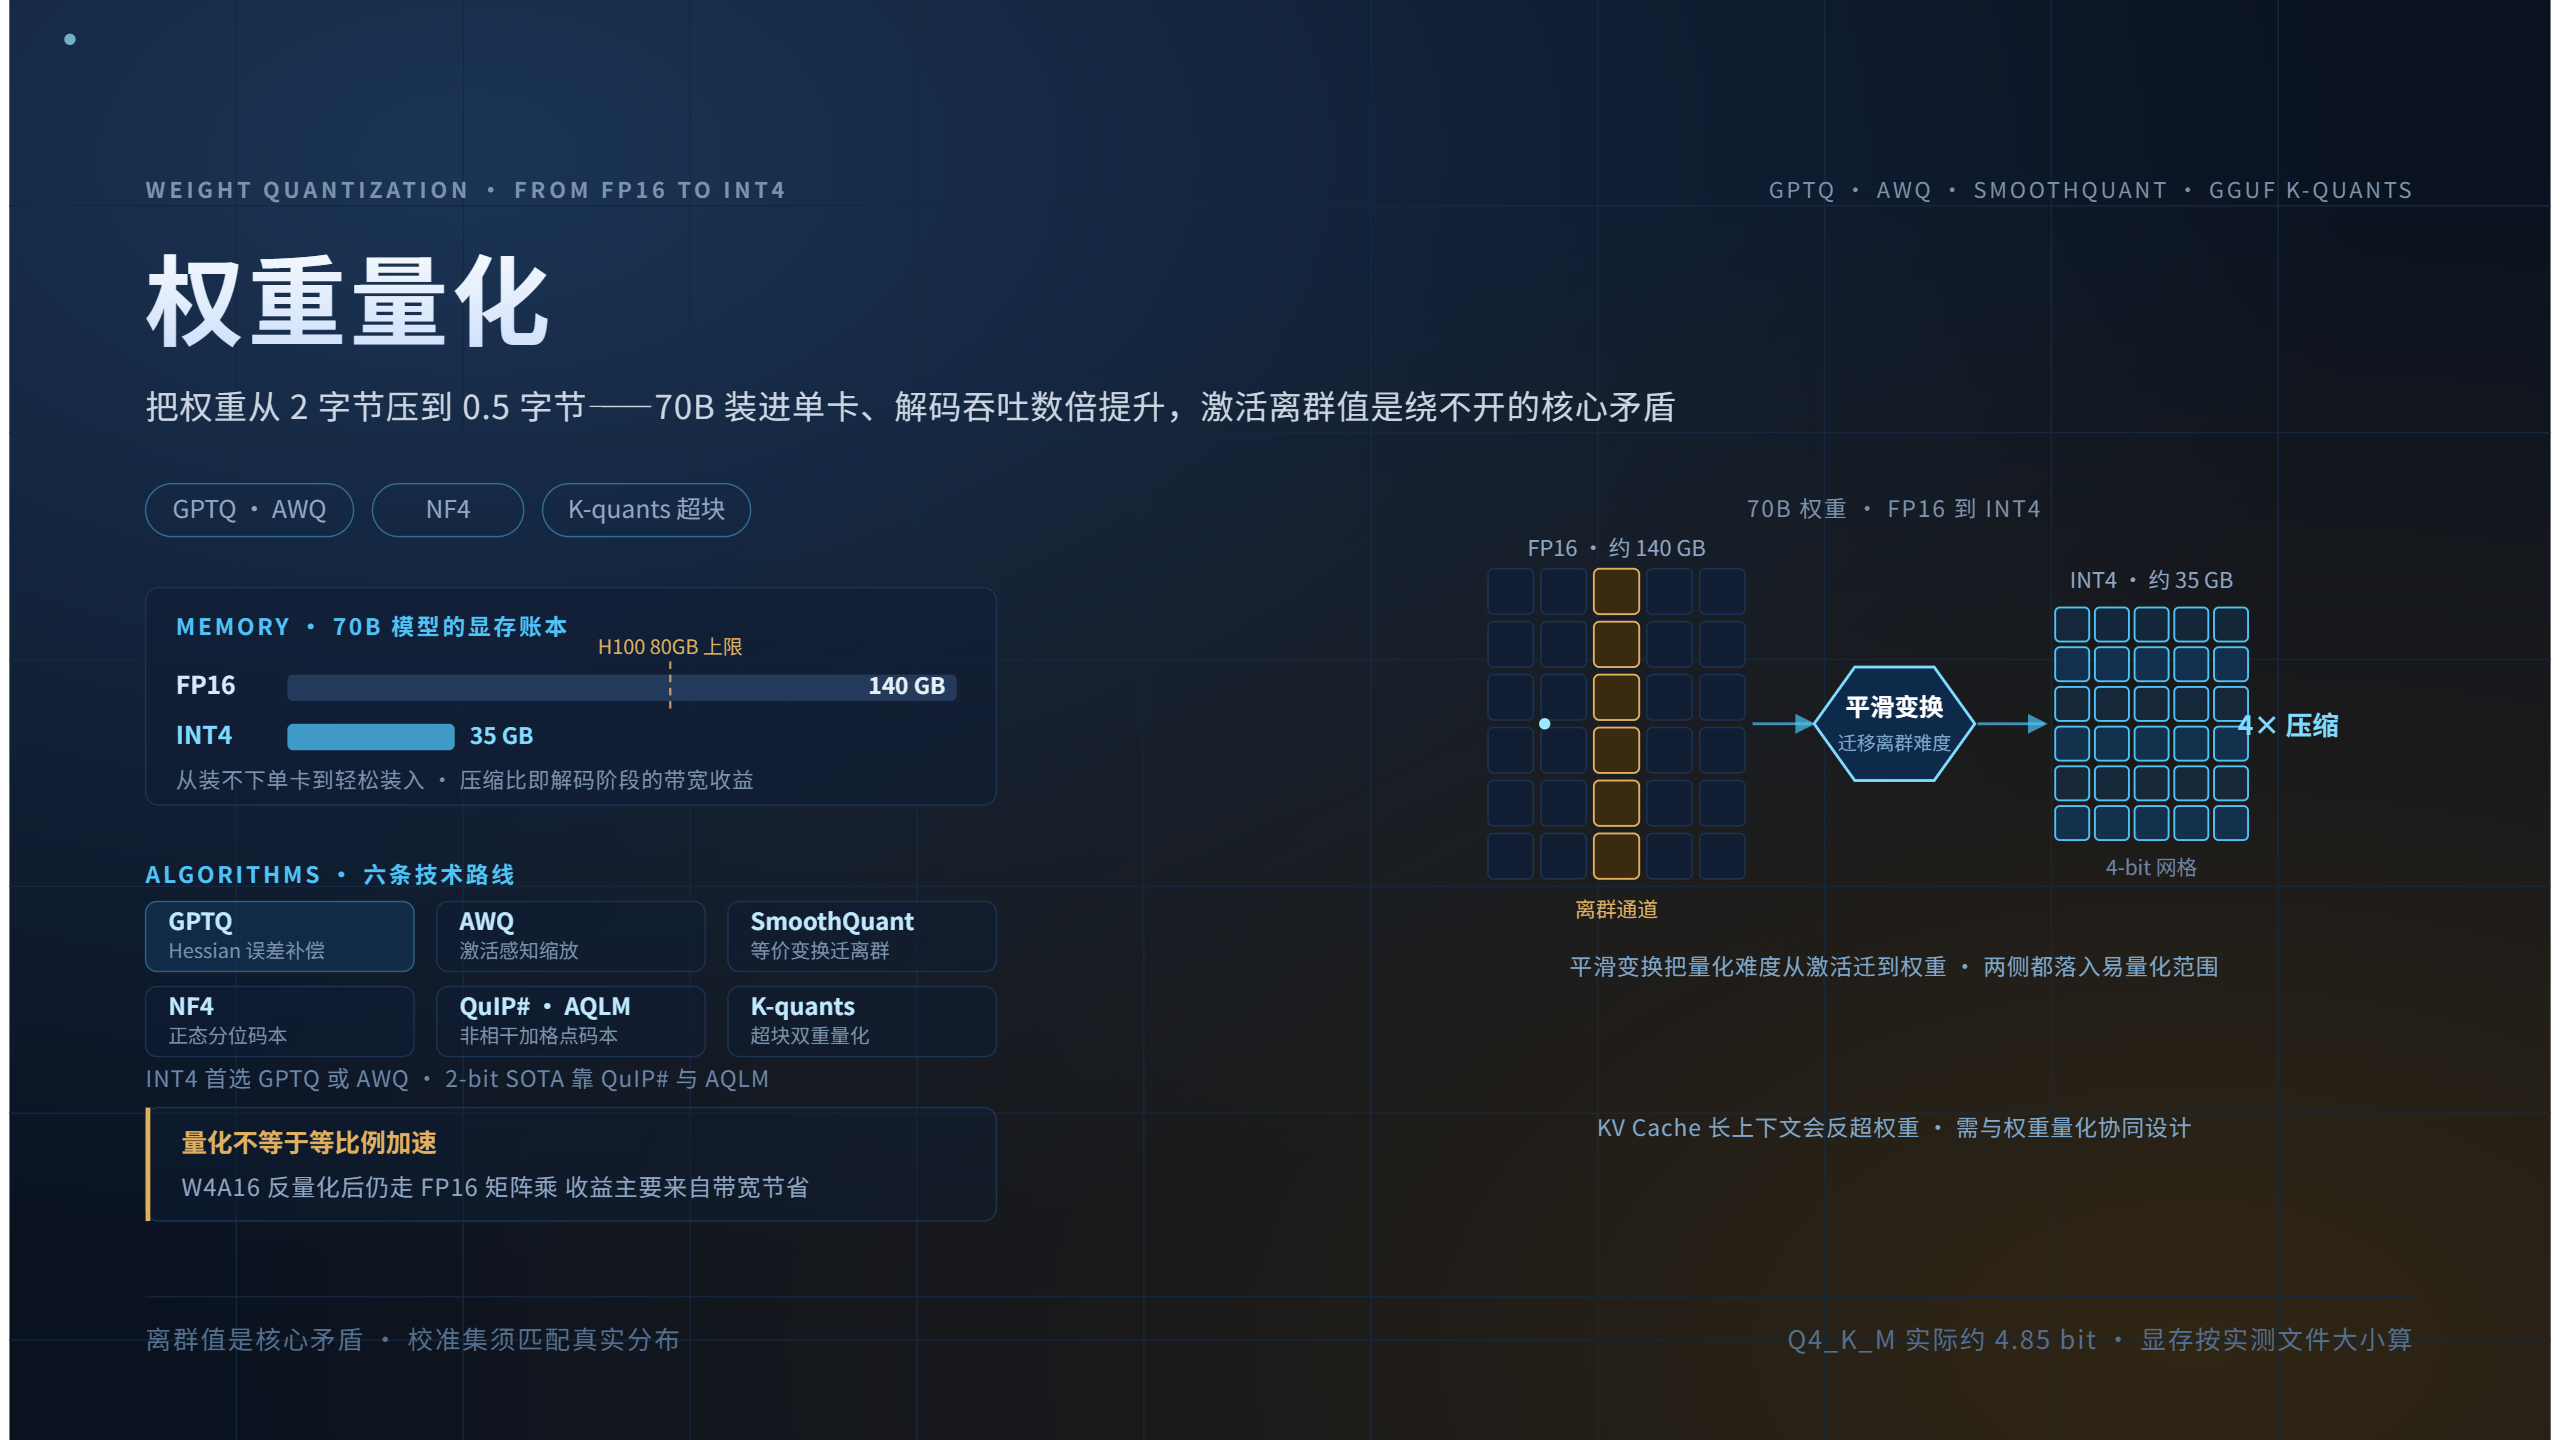 WEIGHT QUANTIZATION • FROM FP16 TO INT4
GPTQ • AWQ • SMOOTHQUANT • GGUF K-QUANTS
权重量化
把权重从 2 字节压到 0.5 字节——70B 装进单卡、解码吞吐数倍提升，激活离群值是绕不开的核心矛盾
GPTQ • AWQ
NF4
K-quants 超块
MEMORY • 70B 模型的显存账本
H100 80GB 上限
FP16
140 GB
INT4
35 GB
从装不下单卡到轻松装入 • 压缩比即解码阶段的带宽收益
ALGORITHMS • 六条技术路线
GPTQ
Hessian 误差补偿
AWQ
激活感知缩放
SmoothQuant
等价变换迁离群
NF4
正态分位码本
QuIP# • AQLM
非相干加格点码本
K-quants
超块双重量化
INT4 首选 GPTQ 或 AWQ • 2-bit SOTA 靠 QuIP# 与 AQLM
量化不等于等比例加速
W4A16 反量化后仍走 FP16 矩阵乘 收益主要来自带宽节省
70B 权重 • FP16 到 INT4
FP16 • 约 140 GB
INT4 • 约 35 GB
平滑变换
迁移离群难度
4× 压缩
4-bit 网格
离群通道
平滑变换把量化难度从激活迁到权重 • 两侧都落入易量化范围
KV Cache 长上下文会反超权重 • 需与权重量化协同设计
离群值是核心矛盾 • 校准集须匹配真实分布
Q4_K_M 实际约 4.85 bit • 显存按实测文件大小算